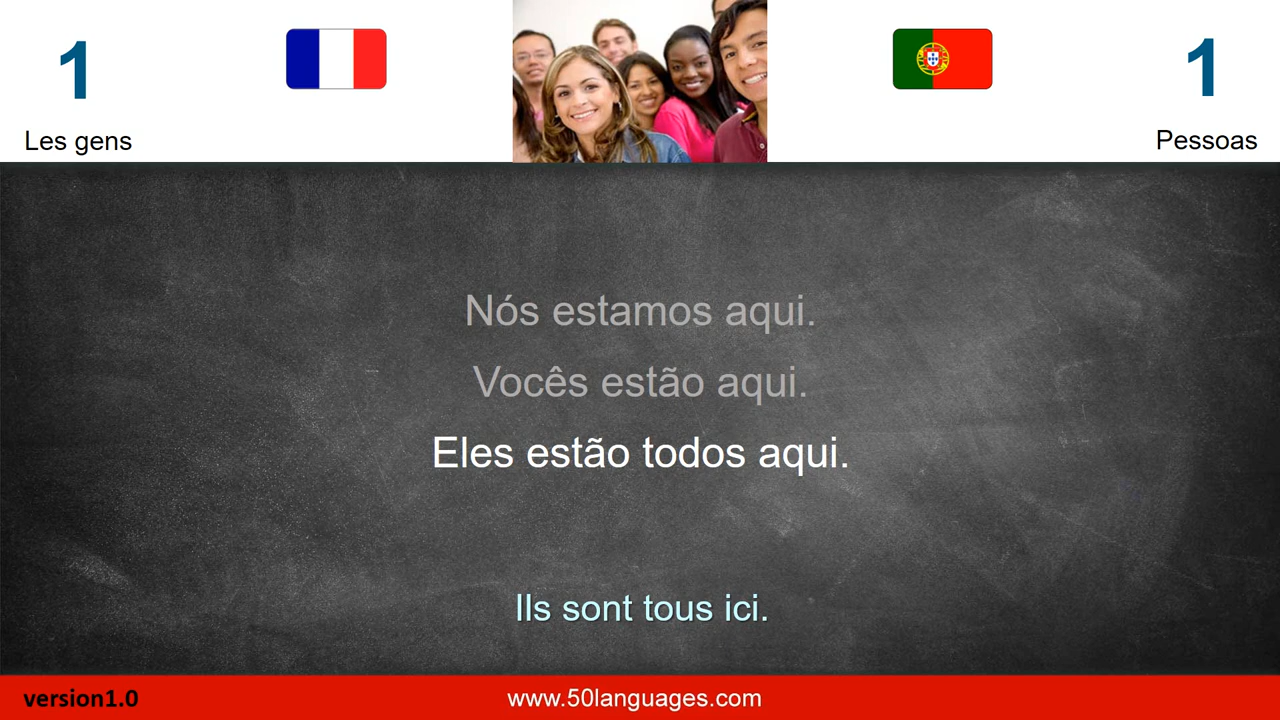 1
1
Les gens
Pessoas
Nós estamos aqui.
Vocês estão aqui.
Eles estão todos aqui.
Ils sont tous ici.
version1.0
www.50languages.com